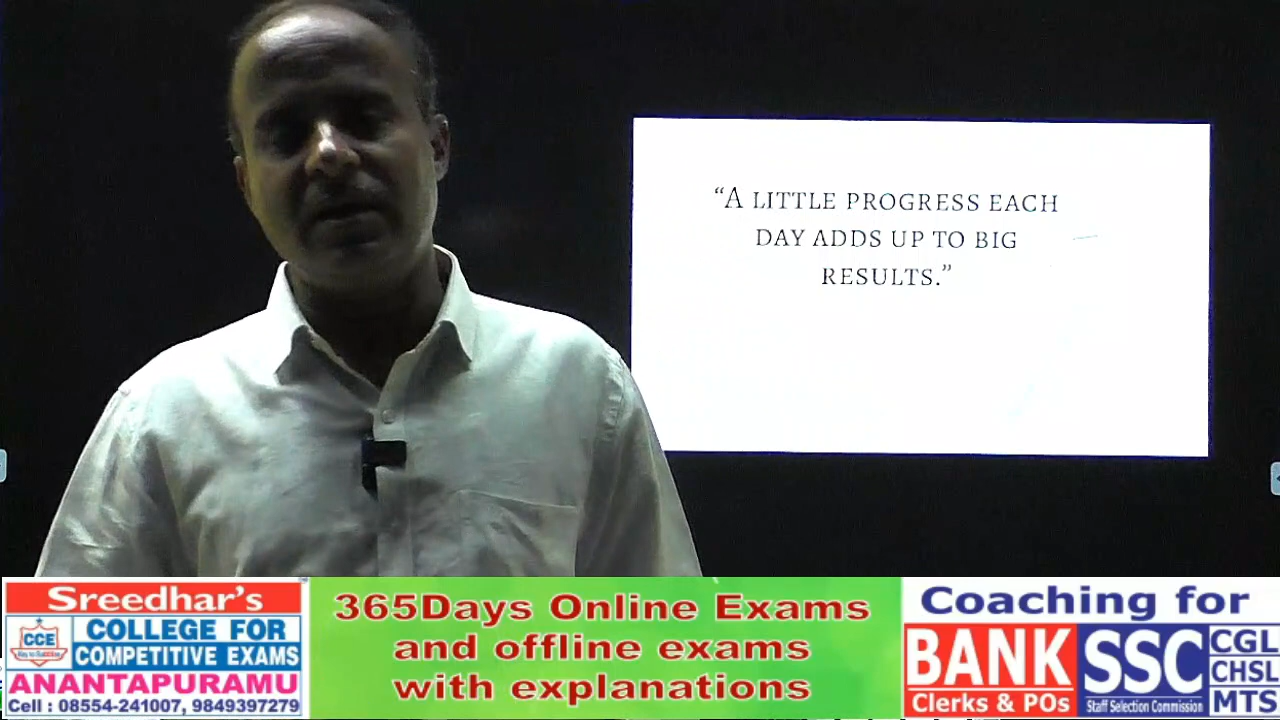 “A LITTLE PROGRESS EACH
DAY ADDS UP TO BIG
RESULTS.”
Sreedhar's
CCE
COLLEGE FOR
COMPETITIVE EXAMS
ANANTAPURAMU
Cell : 08554-241007, 9849397279
365Days Online Exams
and offline exams
with explanations
Coaching for
BANK
Clerks & POs
SSC
Staff Selection Commission
CGL
CHSL
MTS